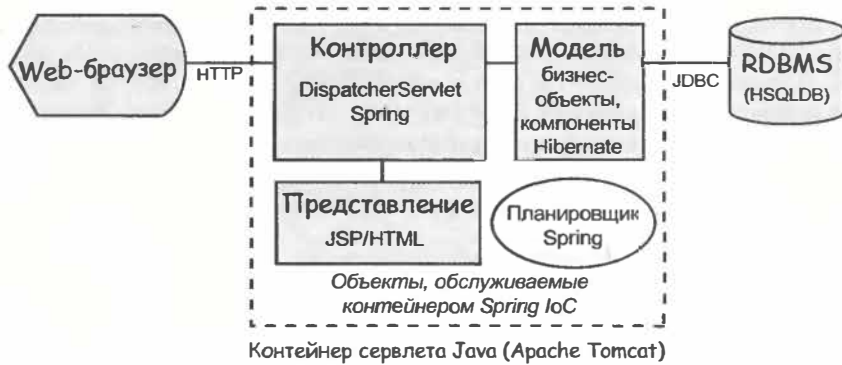 Web-браузер
HTTP
Контроллер
DispatcherServlet
Spring
Модель
бизнес-
объекты,
компоненты
Hibernate
JDBC
RDBMS
(HSQLDB)
Представление
JSP/HTML
Планировщик
Spring
Объекты, обслуживаемые
контейнером Spring IoC
Контейнер сервлета Java (Apache Tomcat)